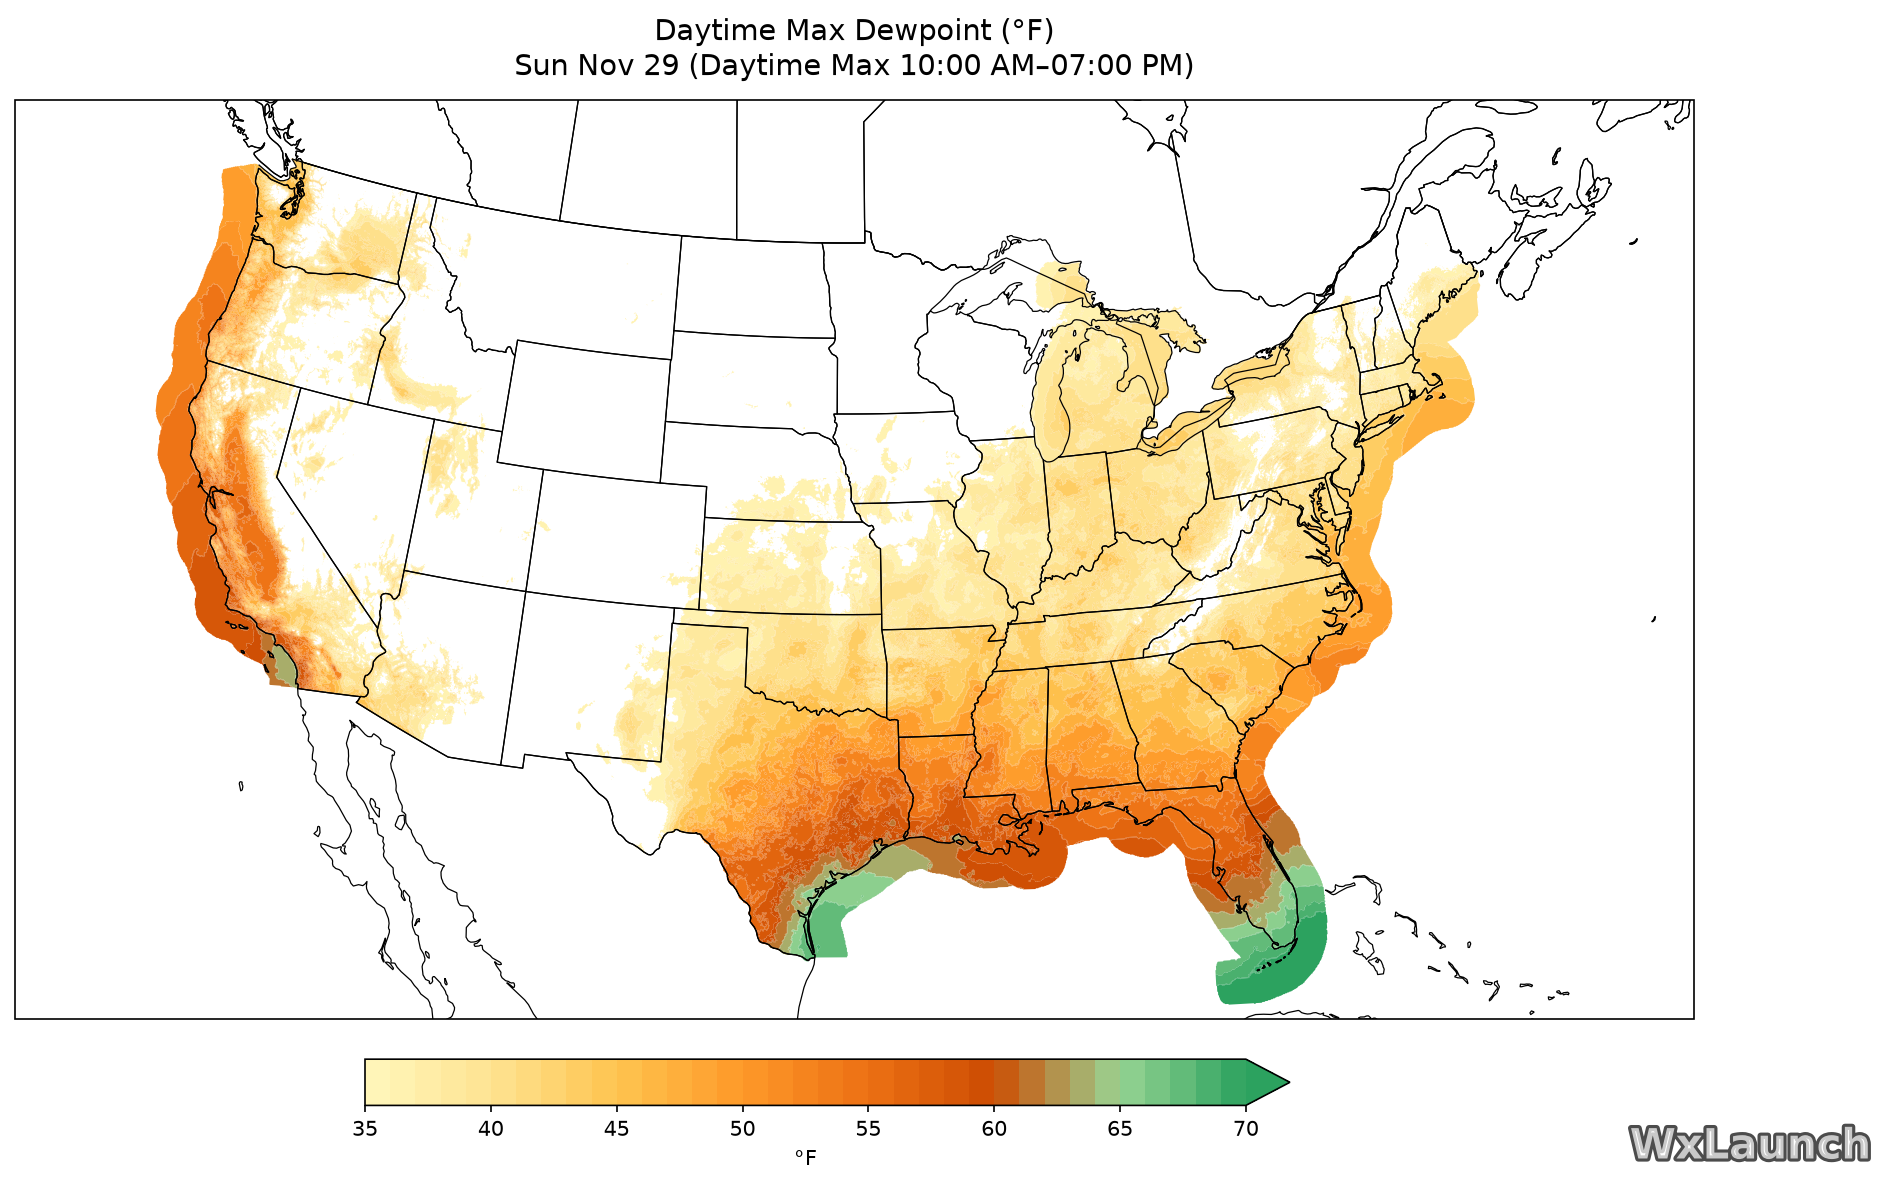 Daytime Max Dewpoint (°F)
Sun Nov 29 (Daytime Max 10:00 AM–07:00 PM)
35 40 45 50 55 60 65 70
°F
WxLaunch